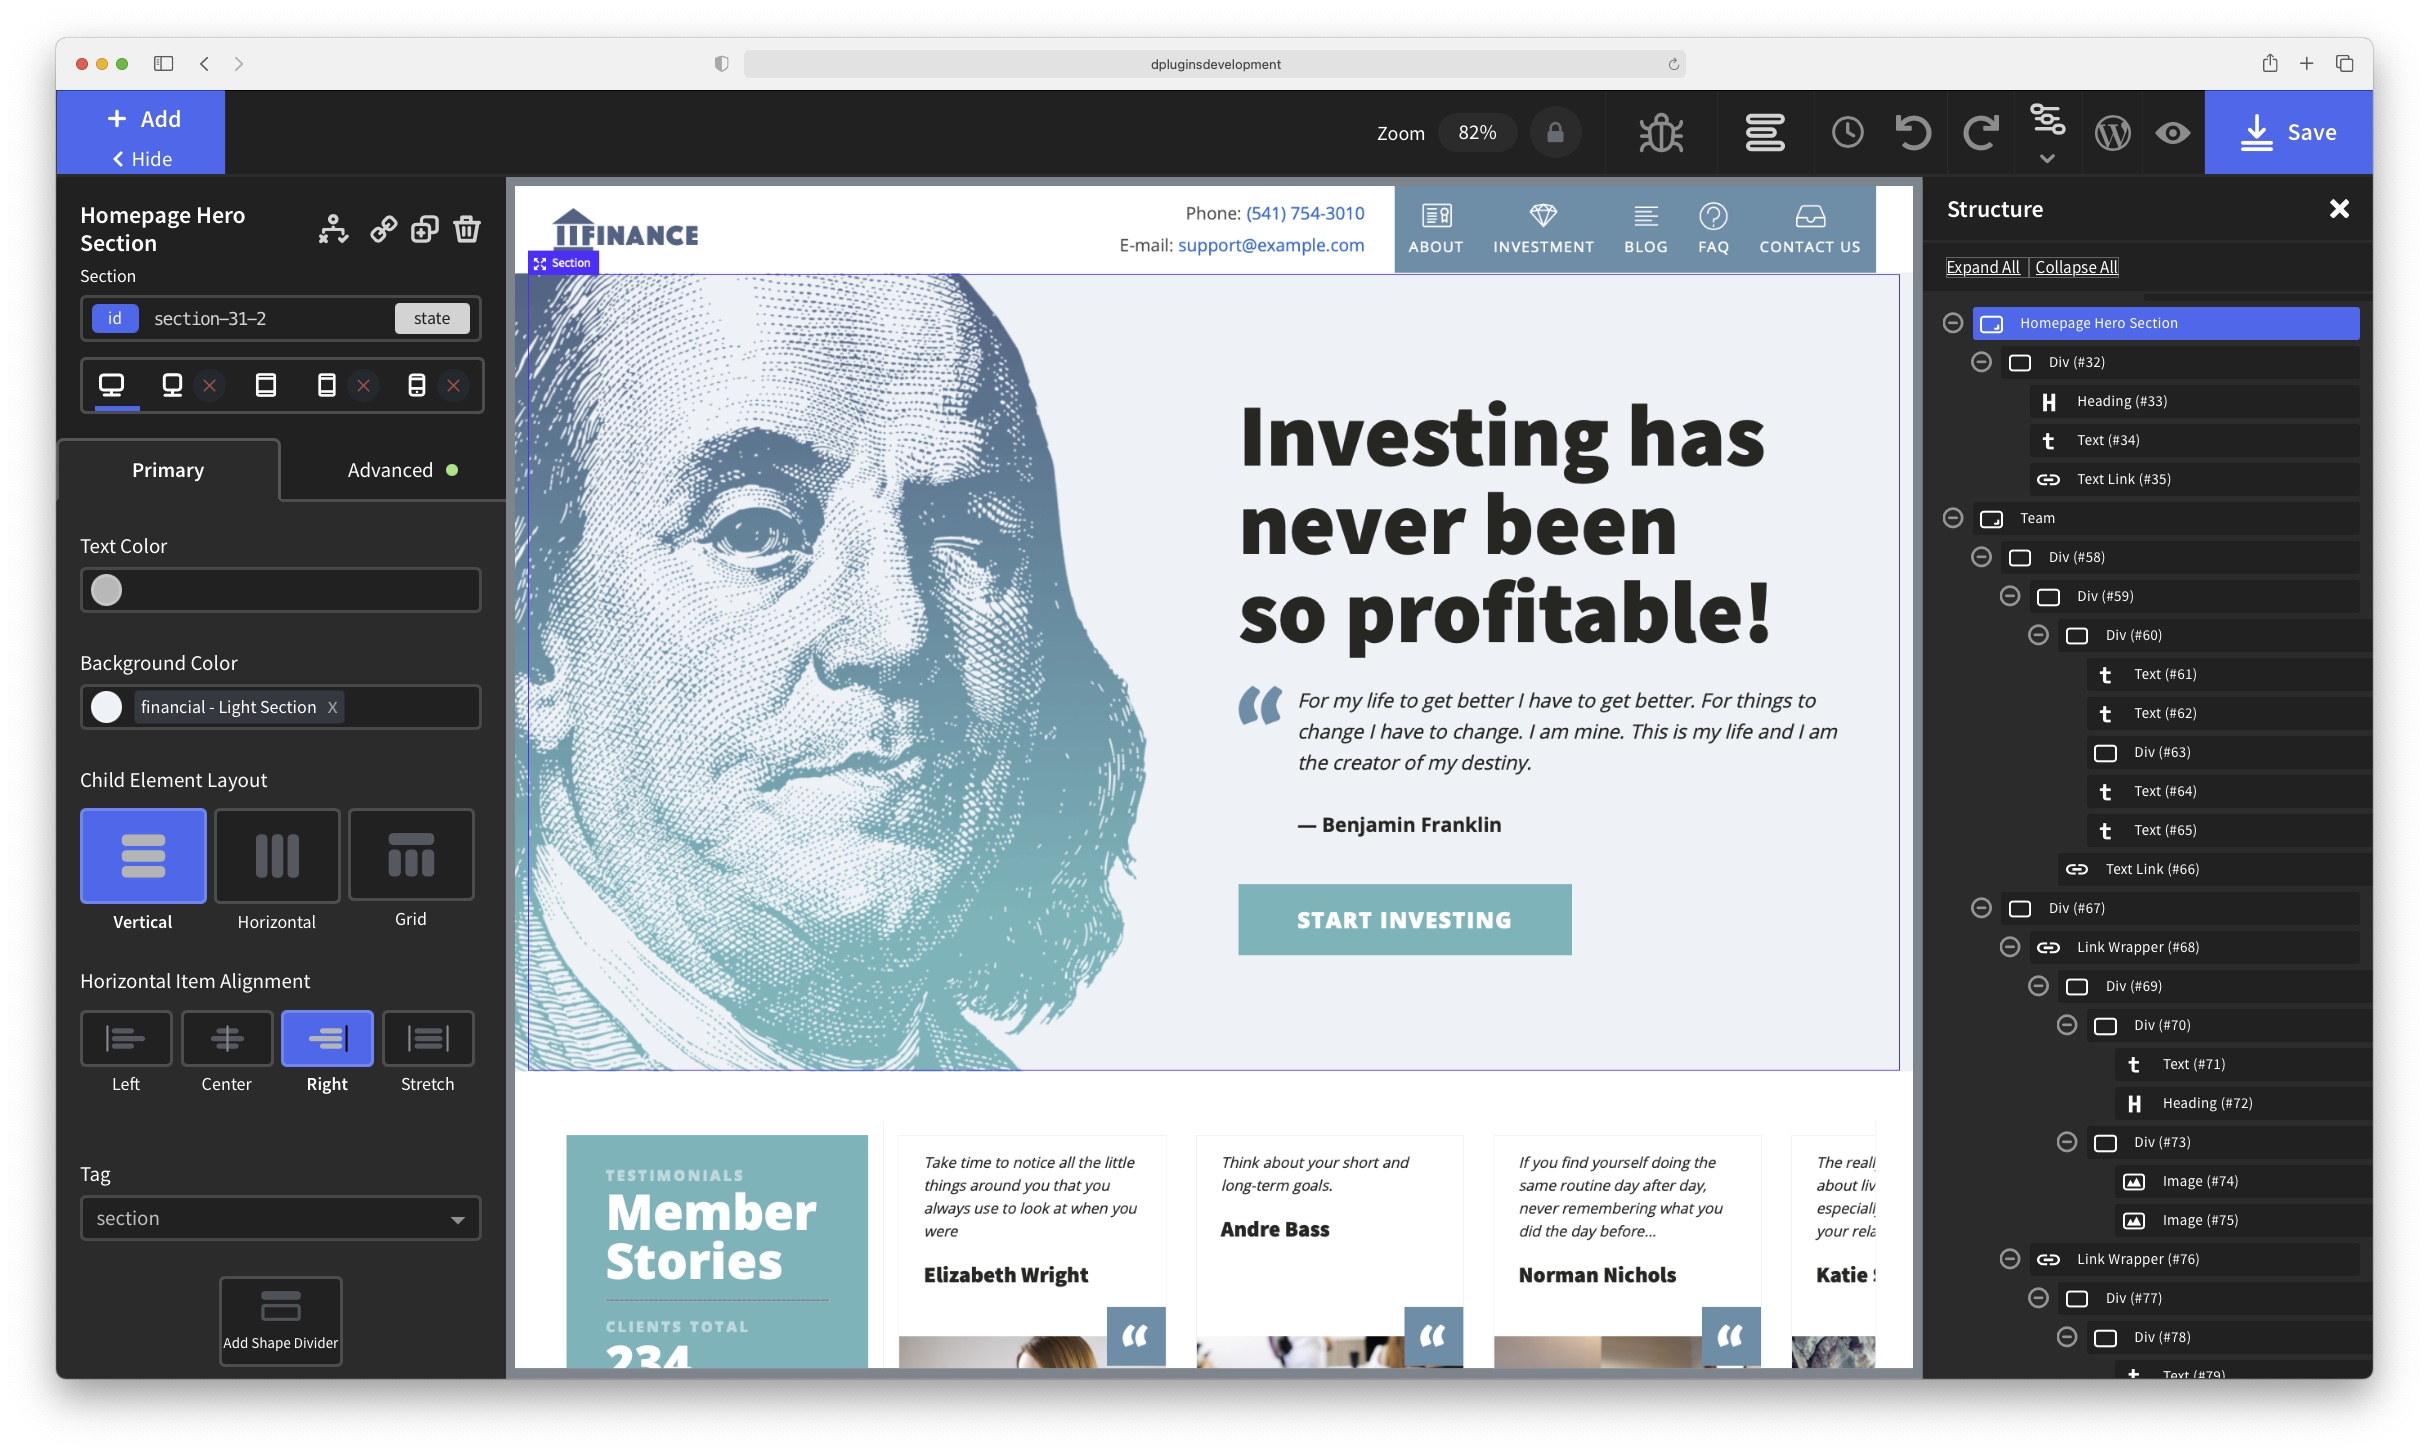 dpluginsdevelopment
Add
Hide
Zoom
82%
Save
Homepage Hero
Section
Section
id
section-31-2
state
Primary
Advanced
Text Color
Background Color
financial - Light Section X
Child Element Layout
Vertical
Horizontal
Grid
Horizontal Item Alignment
Left
Center
Right
Stretch
Tag
section
Add Shape Divider
FINANCE
Phone: (541) 754-3010
E-mail: support@example.com
ABOUT
INVESTMENT
BLOG
FAQ
CONTACT US
Section
Investing has
never been
so profitable!
“
For my life to get better I have to get better. For things to
change I have to change. I am mine. This is my life and I am
the creator of my destiny.
— Benjamin Franklin
START INVESTING
TESTIMONIALS
Member
Stories
CLIENTS TOTAL
234
Take time to notice all the little
things around you that you
always use to look at when you
were
Elizabeth Wright
“
Think about your short and
long-term goals.
Andre Bass
“
If you find yourself doing the
same routine day after day,
never remembering what you
did the day before...
Norman Nichols
“
The
about
your
Katie
Structure
Expand All | Collapse All
Homepage Hero Section
Div (#32)
Heading (#33)
Text (#34)
Text Link (#35)
Team
Div (#58)
Div (#59)
Div (#60)
Text (#61)
Text (#62)
Div (#63)
Text (#64)
Text (#65)
Text Link (#66)
Div (#67)
Link Wrapper (#68)
Div (#69)
Div (#70)
Text (#71)
Heading (#72)
Div (#73)
Image (#74)
Image (#75)
Link Wrapper (#76)
Div (#77)
Div (#78)
Text (#79)